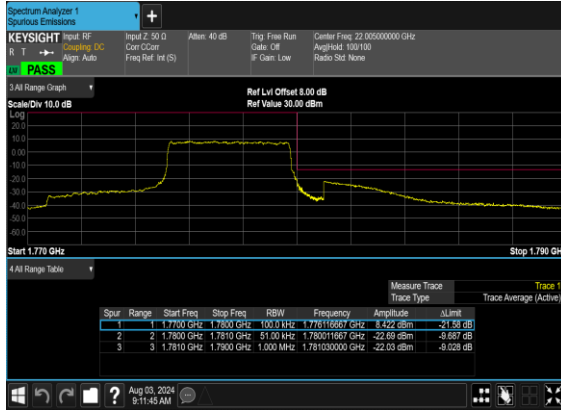 Spectrum Analyzer 1
Spurious Emissions
+
KEYSIGHT Input: RF Input Z: 50 Ω Atten: 40 dB Trig: Free Run Center Freq: 22.005000000 GHz
R T Coupling: DC Corr CCorr Gate: Off Avg|Hold: 100/100
Align: Auto Freq Ref: Int (S) IF Gain: Low Radio Std: None
PASS
3 All Range Graph
Ref Lvl Offset 8.00 dB
Scale/Div 10.0 dB Ref Value 30.00 dBm
Log
20.0
10.0
0.00
-10.0
-20.0
-30.0
-40.0
-50.0
-60.0
Start 1.770 GHz Stop 1.790 GH
4 All Range Table
Measure Trace Trace 1
Trace Type Trace Average (Active)
Spur Range Start Freq Stop Freq RBW Frequency Amplitude ΔLimit
1 1 1.7700 GHz 1.7800 GHz 100.0 kHz 1.776116667 GHz 8.422 dBm -21.58 dB
2 2 1.7800 GHz 1.7810 GHz 51.00 kHz 1.780011667 GHz -22.69 dBm -9.687 dB
3 3 1.7810 GHz 1.7900 GHz 1.000 MHz 1.781030000 GHz -22.03 dBm -9.028 dB
? Aug 03, 2024
9:11:45 AM